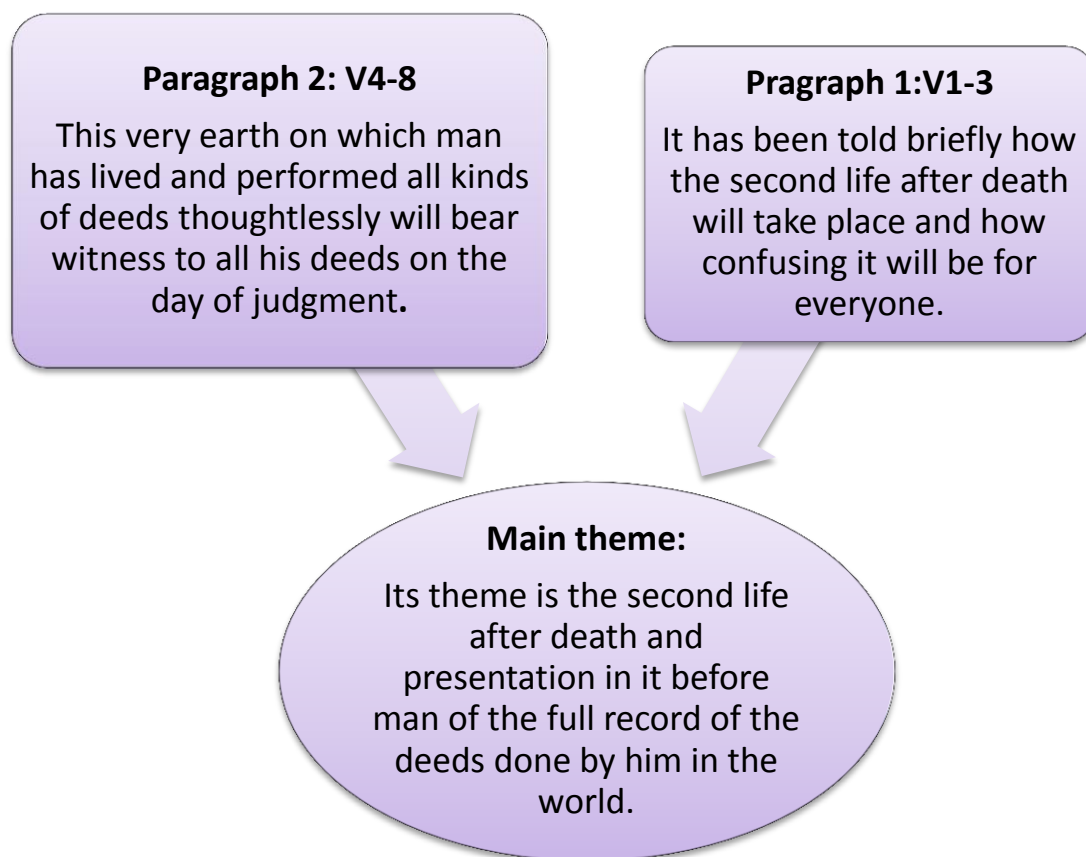 Paragraph 2: V4-8
This very earth on which man
has lived and performed all kinds
of deeds thoughtlessly will bear
witness to all his deeds on the
day of judgment.
Pragraph 1:V1-3
It has been told briefly how
the second life after death
will take place and how
confusing it will be for
everyone.
Main theme:
Its theme is the second life
after death and
presentation in it before
man of the full record of the
deeds done by him in the
world.